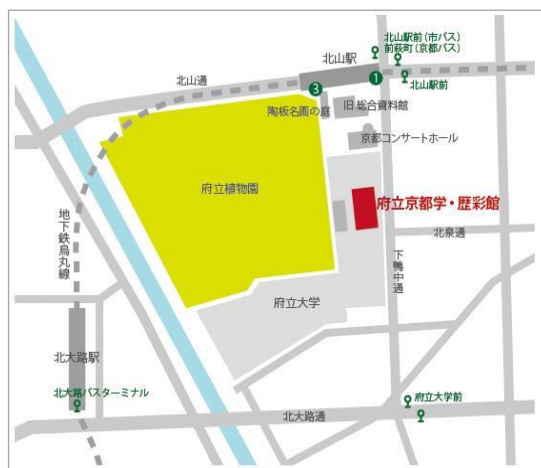 北山駅前（市バス）
前萩町（京都バス）
北山駅
北山通
1
3
北山駅前
陶板名画の庭
旧総合資料館
京都コンサートホール
府立植物園
府立京都学・歴彩館
地下鉄烏丸線
北泉通
下鴨中通
府立大学
北大路駅
北大路バスターミナル
府立大学前
北大路通